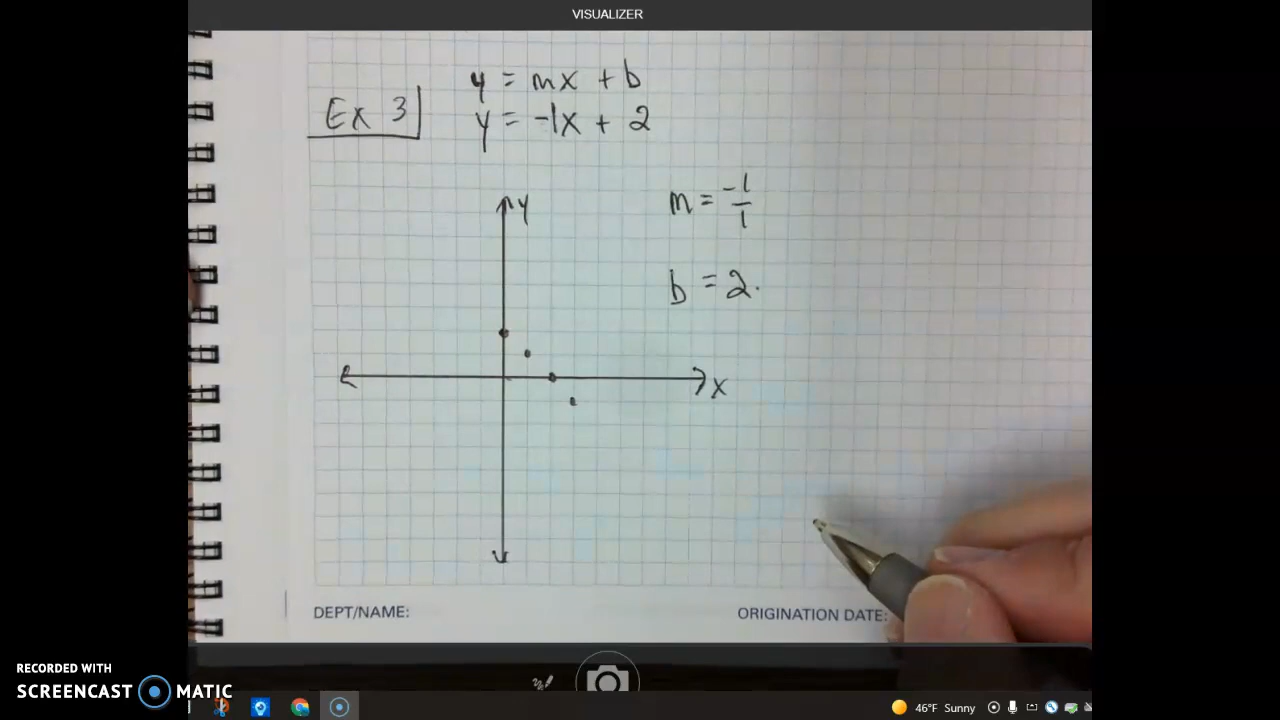 VISUALIZER
y = mx + b
Ex 3
y = -1x + 2
y
m = -1/1
b = 2.
x
DEPT/NAME:
ORIGINATION DATE:
RECORDED WITH
SCREENCAST MATIC
46°F Sunny